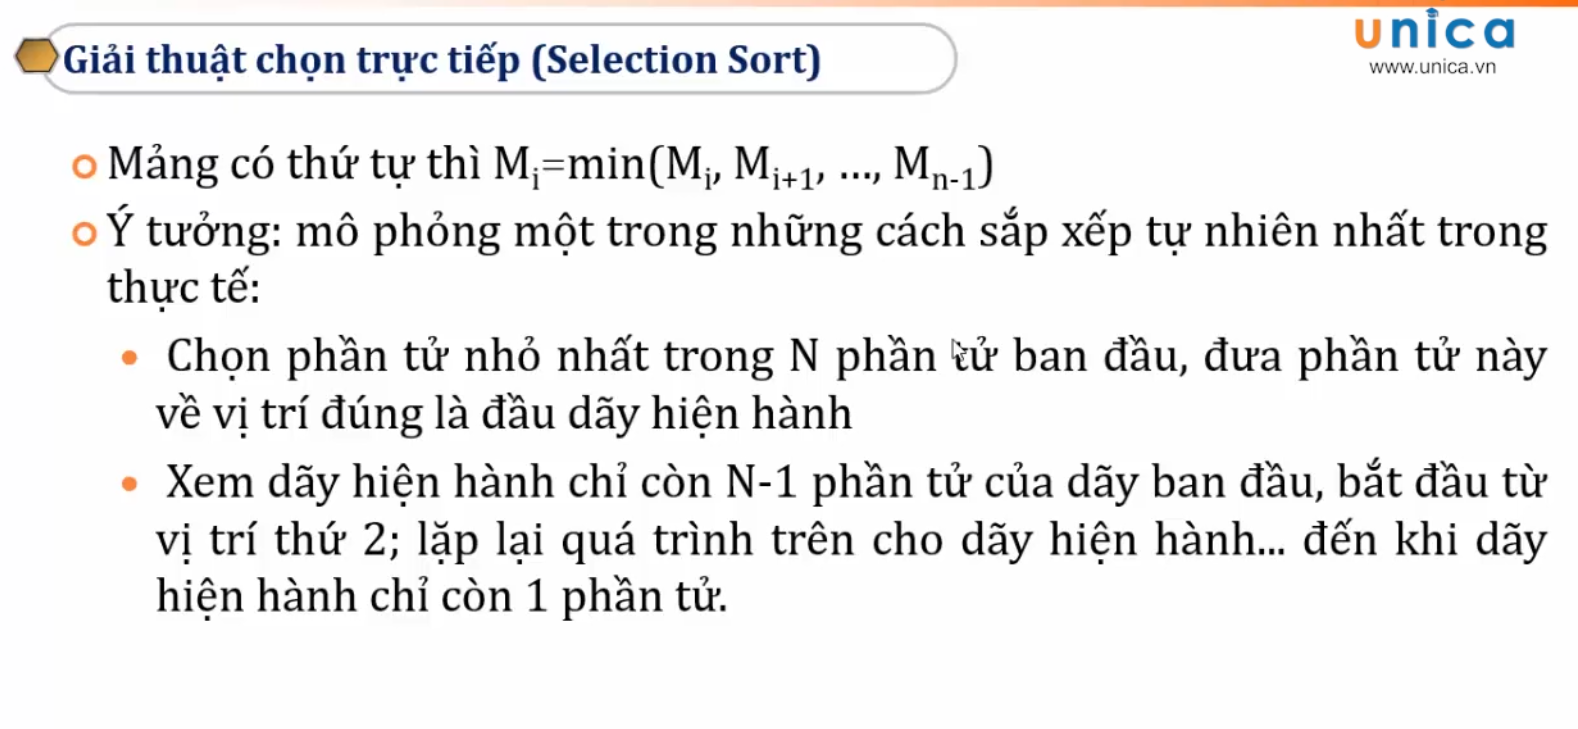 unica
Giải thuật chọn trực tiếp (Selection Sort)
www.unica.vn
Mảng có thứ tự thì Mᵢ=min(Mᵢ, Mᵢ₊₁, ..., Mₙ₋₁)
Ý tưởng: mô phỏng một trong những cách sắp xếp tự nhiên nhất trong
thực tế:
Chọn phần tử nhỏ nhất trong N phần tử ban đầu, đưa phần tử này
về vị trí đúng là đầu dãy hiện hành
Xem dãy hiện hành chỉ còn N-1 phần tử của dãy ban đầu, bắt đầu từ
vị trí thứ 2; lặp lại quá trình trên cho dãy hiện hành... đến khi dãy
hiện hành chỉ còn 1 phần tử.